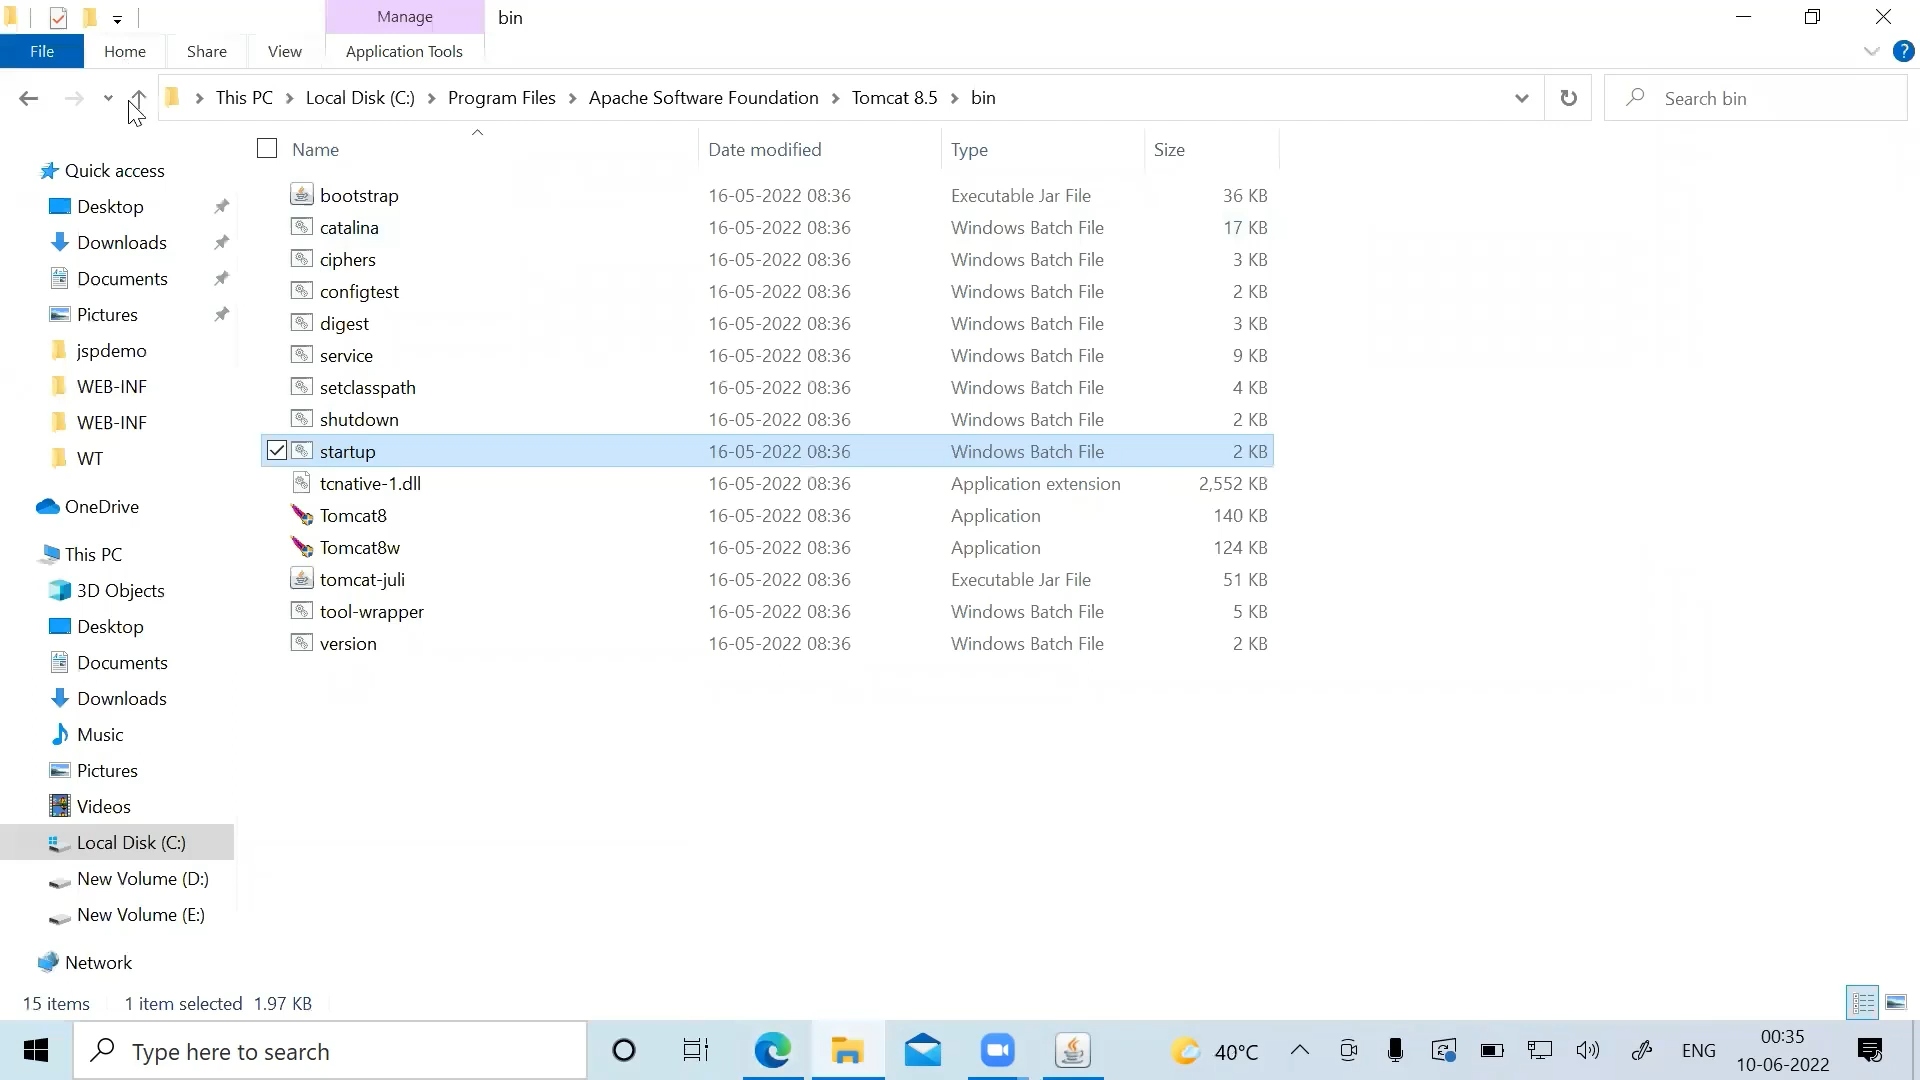 Manage
bin
File
Home
Share
View
Application Tools
This PC
Local Disk (C:)
Program Files
Apache Software Foundation
Tomcat 8.5
bin
Search bin
Name
Date modified
Type
Size
bootstrap 16-05-2022 08:36 Executable Jar File 36 KB
catalina 16-05-2022 08:36 Windows Batch File 17 KB
ciphers 16-05-2022 08:36 Windows Batch File 3 KB
configtest 16-05-2022 08:36 Windows Batch File 2 KB
digest 16-05-2022 08:36 Windows Batch File 3 KB
service 16-05-2022 08:36 Windows Batch File 9 KB
setclasspath 16-05-2022 08:36 Windows Batch File 4 KB
shutdown 16-05-2022 08:36 Windows Batch File 2 KB
startup 16-05-2022 08:36 Windows Batch File 2 KB
tcnative-1.dll 16-05-2022 08:36 Application extension 2,552 KB
Tomcat8 16-05-2022 08:36 Application 140 KB
Tomcat8w 16-05-2022 08:36 Application 124 KB
tomcat-juli 16-05-2022 08:36 Executable Jar File 51 KB
tool-wrapper 16-05-2022 08:36 Windows Batch File 5 KB
version 16-05-2022 08:36 Windows Batch File 2 KB
Quick access
Desktop
Downloads
Documents
Pictures
jspdemo
WEB-INF
WEB-INF
WT
OneDrive
This PC
3D Objects
Desktop
Documents
Downloads
Music
Pictures
Videos
Local Disk (C:)
New Volume (D:)
New Volume (E:)
Network
15 items 1 item selected 1.97 KB
Type here to search
40°C
ENG
00:35
10-06-2022